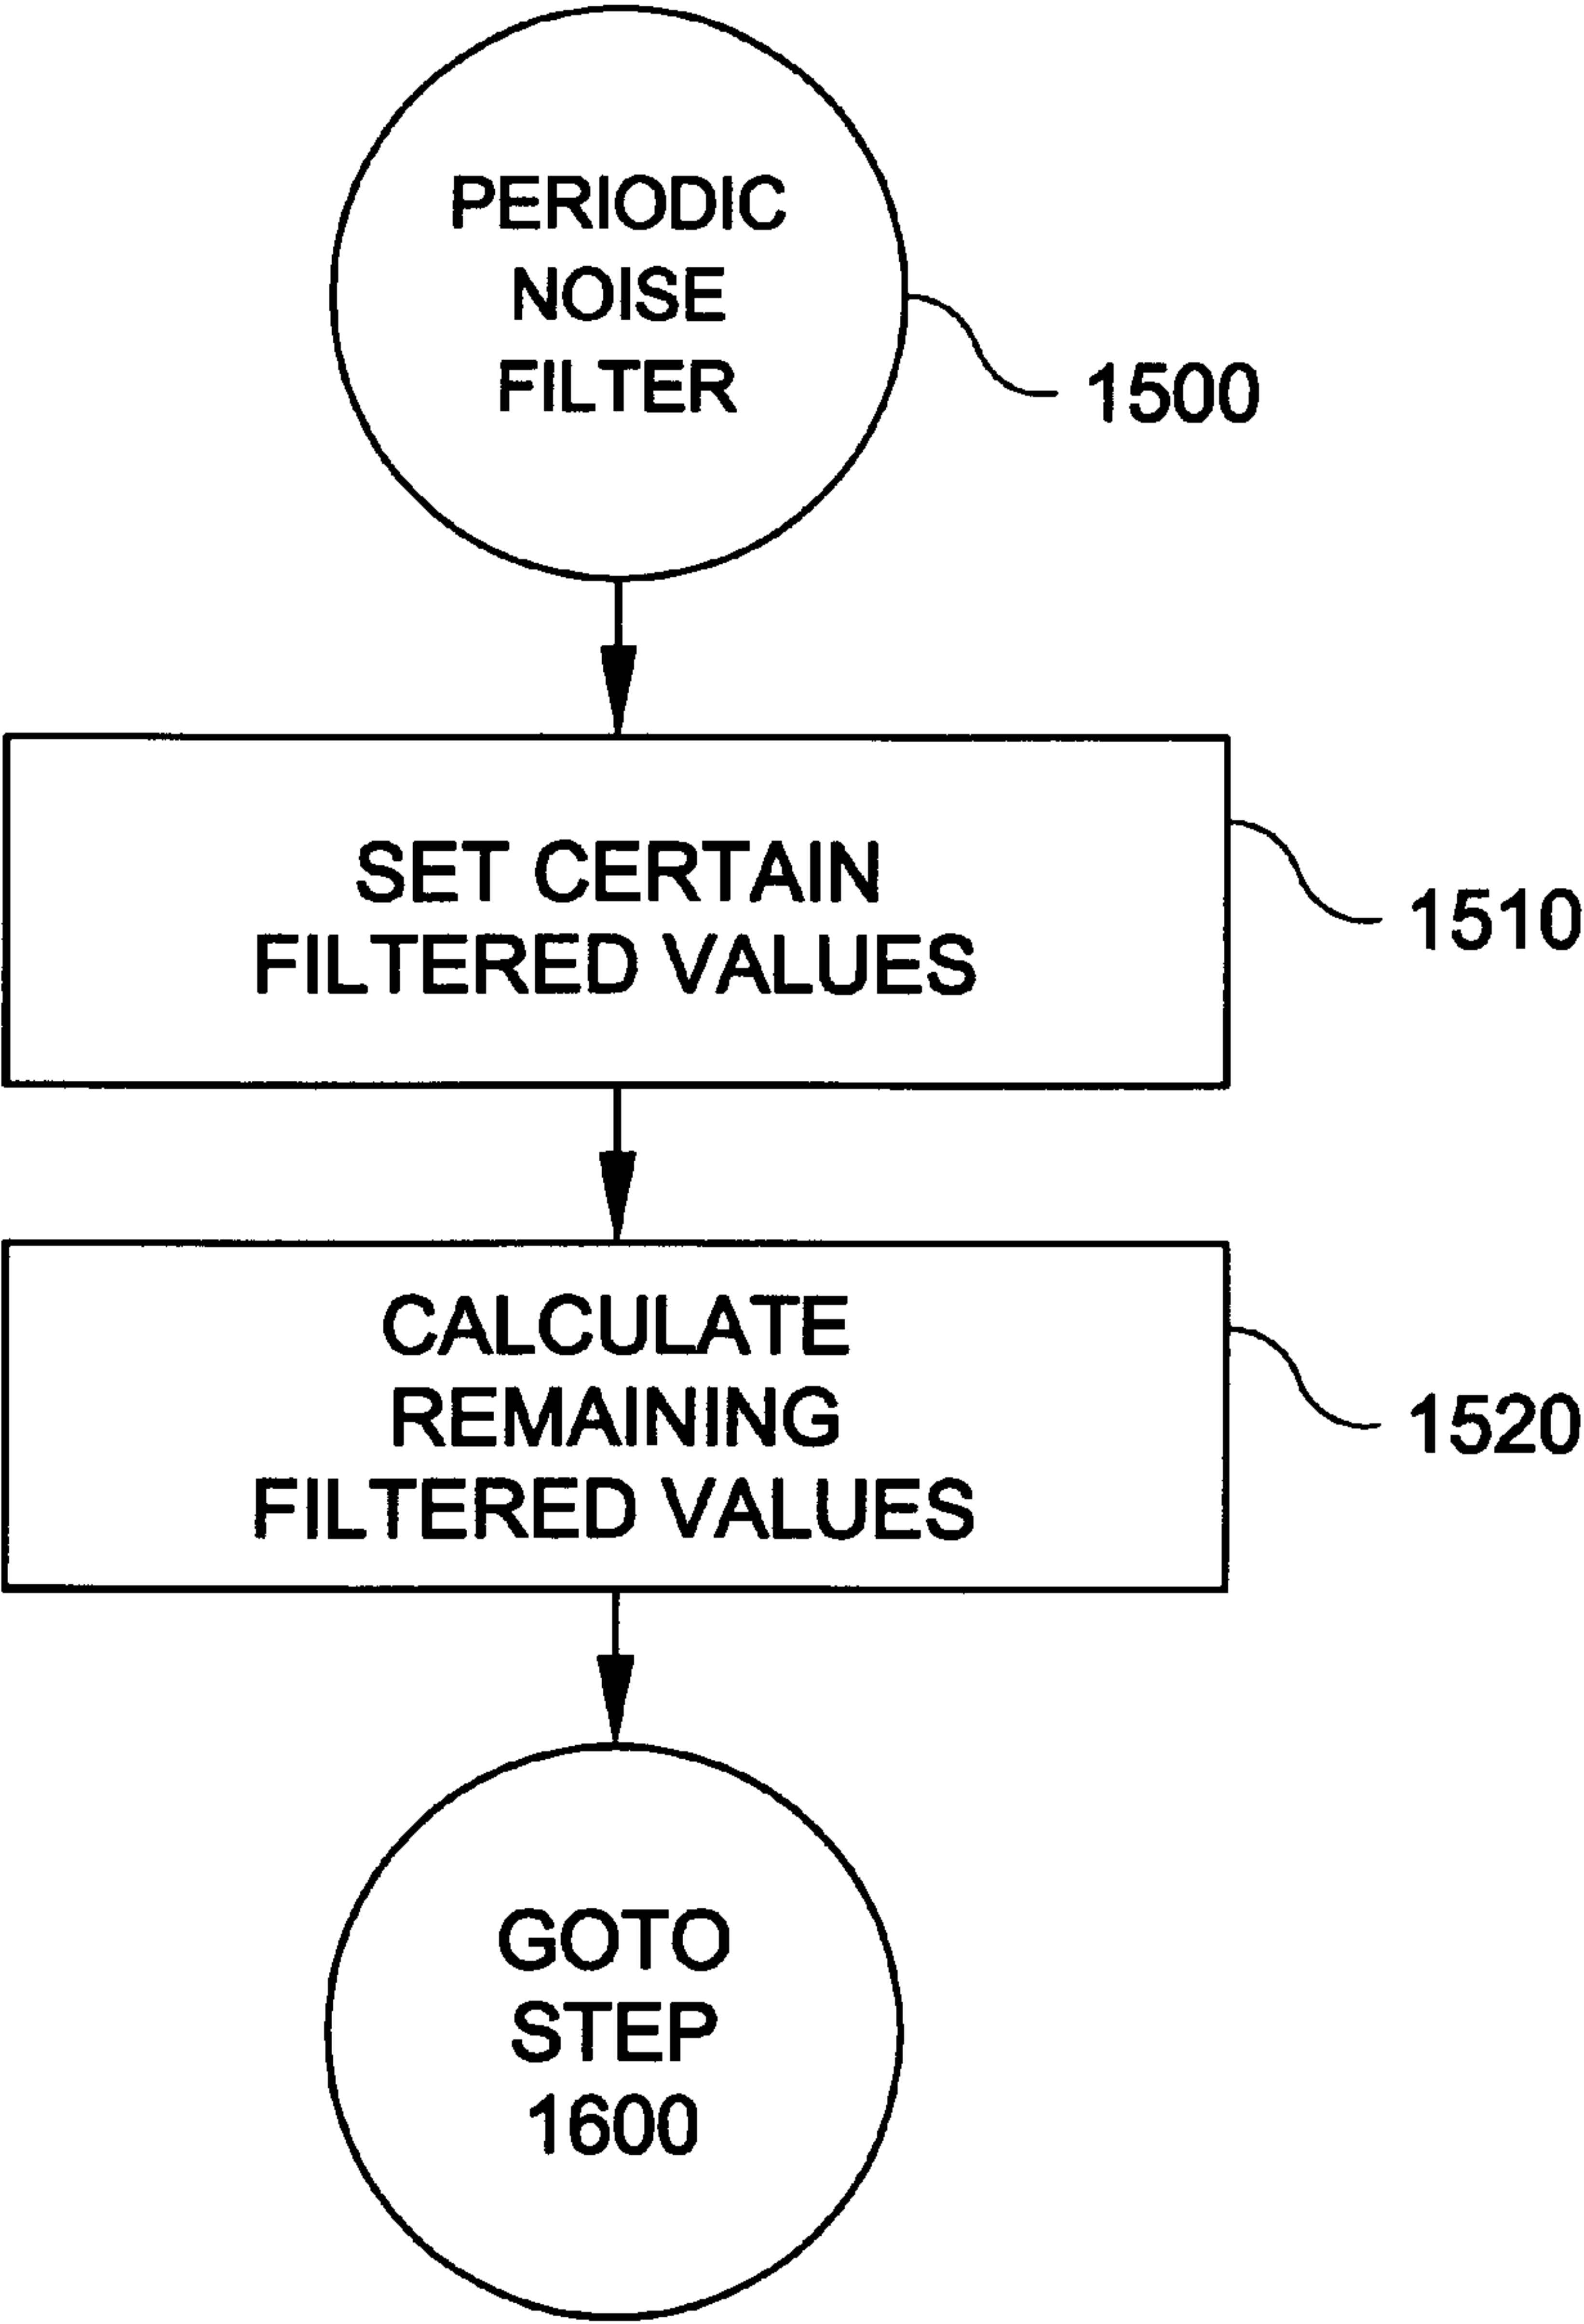 PERIODIC
NOISE
FILTER
1500
SET CERTAIN
FILTERED VALUES
1510
CALCULATE
REMAINING
FILTERED VALUES
1520
GOTO
STEP
1600